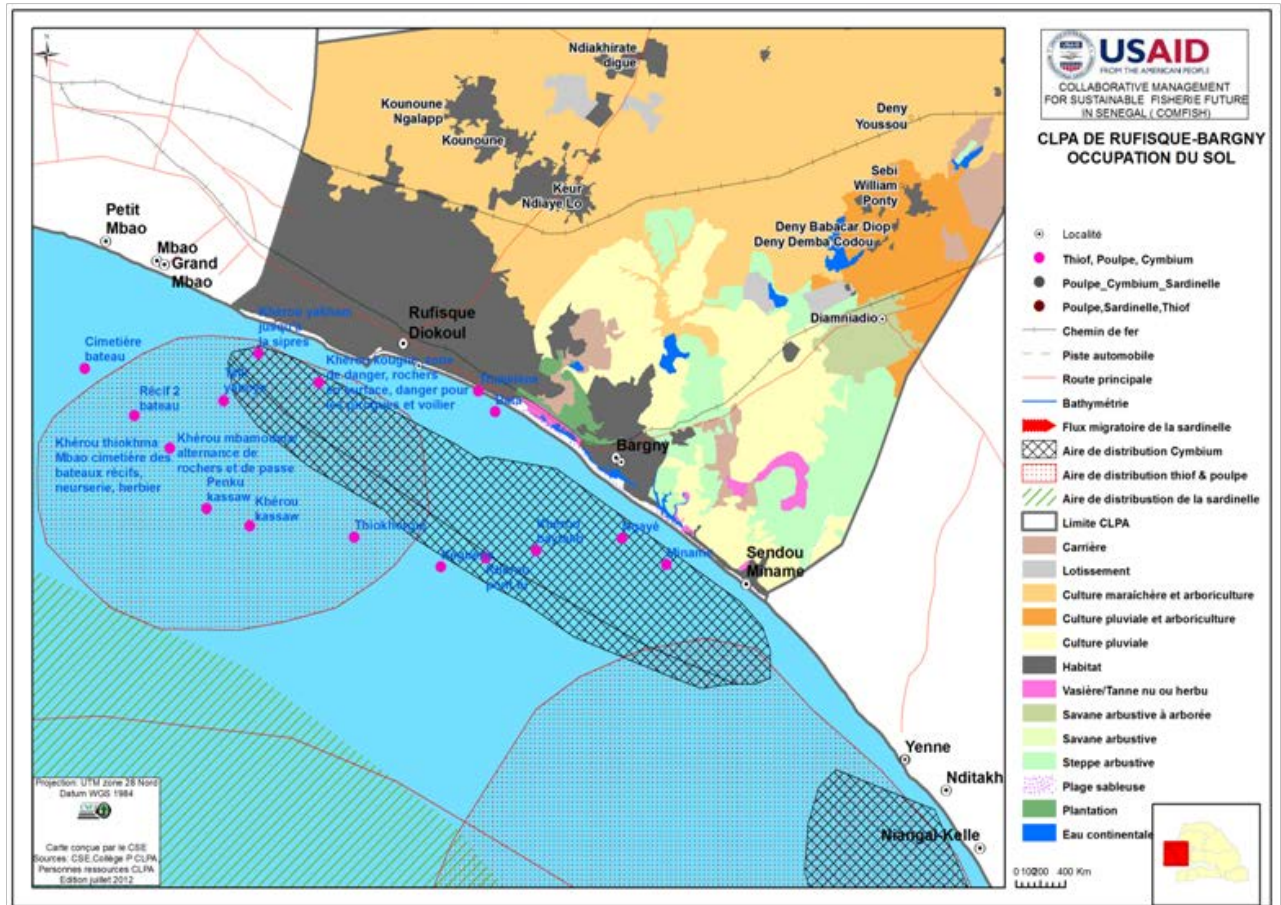 N
USAID
FROM THE AMERICAN PEOPLE
COLLABORATIVE MANAGEMENT
FOR SUSTAINABLE FISHERIE FUTURE
IN SENEGAL ( COMFISH)
CLPA DE RUFISQUE-BARGNY
OCCUPATION DU SOL
Localité
Thiof, Poulpe, Cymbium
Poulpe_Cymbium_Sardinelle
Poulpe,Sardinelle,Thiof
Chemin de fer
Piste automobile
Route principale
Bathymétrie
Flux migratoire de la sardinelle
Aire de distribution Cymbium
Aire de distribution thiof & poulpe
Aire de distribustion de la sardinelle
Limite CLPA
Carrière
Lotissement
Culture maraîchère et arboriculture
Culture pluviale et arboriculture
Culture pluviale
Habitat
Vasière/Tanne nu ou herbu
Savane arbustive à arborée
Savane arbustive
Steppe arbustive
Plage sableuse
Plantation
Eau continentale
400 Km
Ndiakhirate
digue
Kounoune
Ngalapp
Kounoune
Keur
Ndiaye Lo
Deny
Youssou
Sebi
William
Ponty
Deny Babacar Diop
Deny Demba Codou
Diamniadio
Petit
Mbao
Mbao
Grand
Mbao
Rufisque
Diokoul
Bargny
Sendou
Miname
Yenne
Nditakh
Niangal-Kelle
Cimetière
bateau
Khérou yakham
jusqu'à
la sipres
Khérou kougne, zone
de danger, rochers
en surface, danger pour
les pirogues et voilier
Récif 2
bateau
Khérou thiokhma
Mbao cimetière des
bateaux récifs,
neurserie, herbier
alternance de
rochers et de passe
Penku
kassaw
Khérou
kassaw
Khérou
Ngayé
Miname
Projection: UTM zone 28 Nord
Datum WGS 1984
Carte conçue par le CSE
Sources: CSE,Collège P CLPA,
Personnes ressources CLPA
Edition juillet 2012